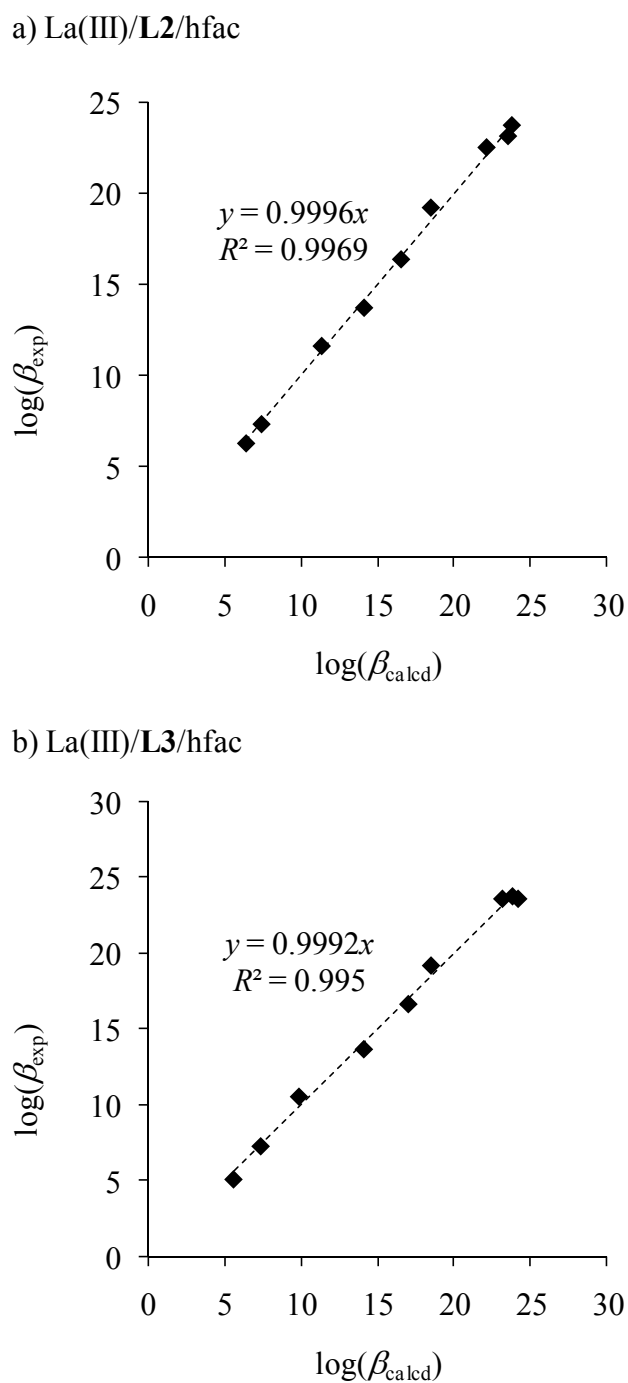 a) La(III)/L2/hfac
25
20
15
10
5
0
y = 0.9996x
R² = 0.9969
log(βexp)
0 5 10 15 20 25 30
log(βcalcd)
b) La(III)/L3/hfac
30
25
20
15
10
5
0
y = 0.9992x
R² = 0.995
log(βexp)
0 5 10 15 20 25 30
log(βcalcd)